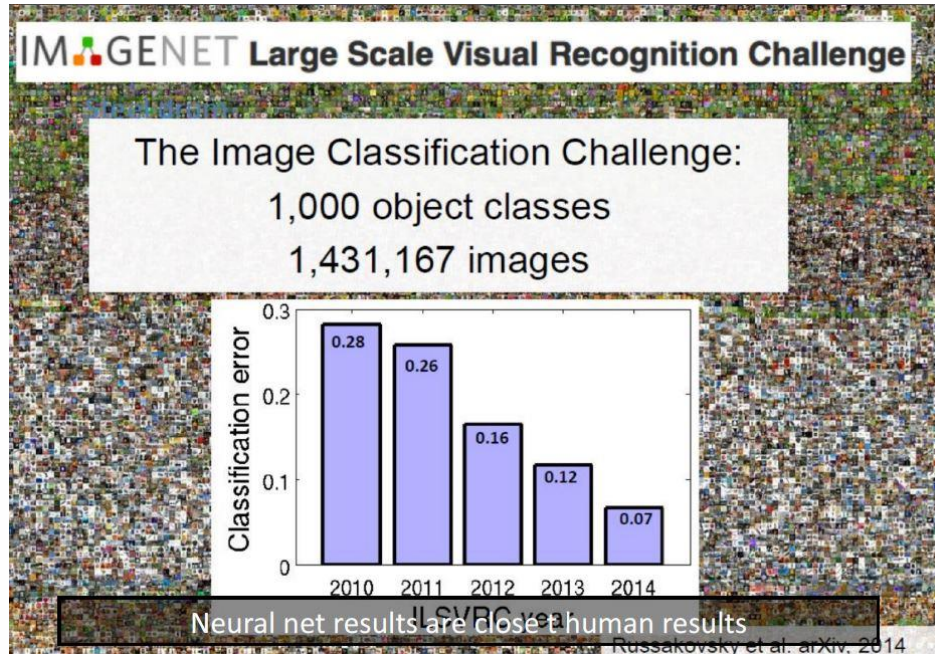 IMAGENET Large Scale Visual Recognition Challenge
The Image Classification Challenge:
1,000 object classes
1,431,167 images
Classification error
0.3
0.2
0.1
0
0.28
0.26
0.16
0.12
0.07
2010 2011 2012 2013 2014
ILSVRC year
Neural net results are close t human results
Russakovsky et al. arXiv, 2014